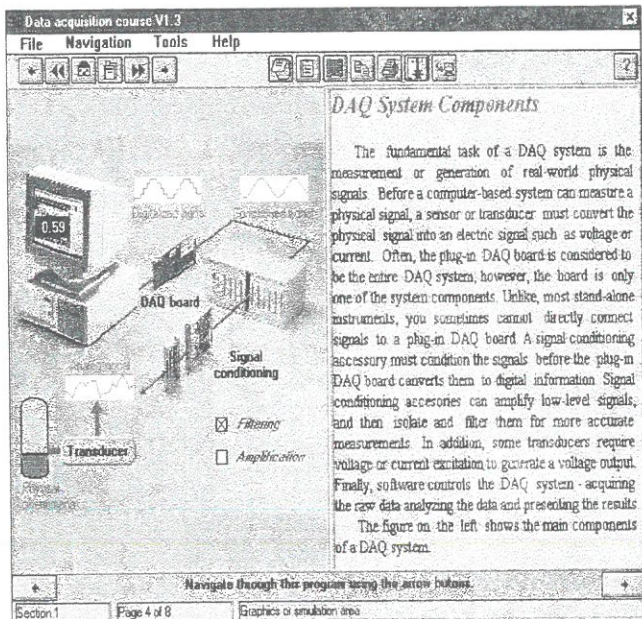 Data acquisition course V1.3
File Navigation Tools Help
DAQ System Components
The fundamental task of a DAQ system is the
measurement or generation of real-world physical
signals. Before a computer-based system can measure a
physical signal, a sensor or transducer must convert the
physical signal into an electric signal such as voltage or
current. Often, the plug-in DAQ board is considered to
be the entire DAQ system; however, the board is only
one of the system components. Unlike, most stand-alone
instruments, you sometimes cannot directly connect
signals to a plug-in DAQ board. A signal-conditioning
accessory must condition the signals before the plug-in
DAQ board converts them to digital information. Signal
conditioning accesories can amplify low-level signals,
and then isolate and filter them for more accurate
measurements. In addition, some transducers require
voltage or current excitation to generate a voltage output.
Finally, software controls the DAQ system - acquiring
the raw data analyzing the data and presenting the results
The figure on the left shows the main components
of a DAQ system.
0.59
DAQ board
Signal
conditioning
Transducer
Filtering
Amplification
Navigate through this program using the arrow buttons.
Section 1 Page 4 of 8 Graphics or simulation area